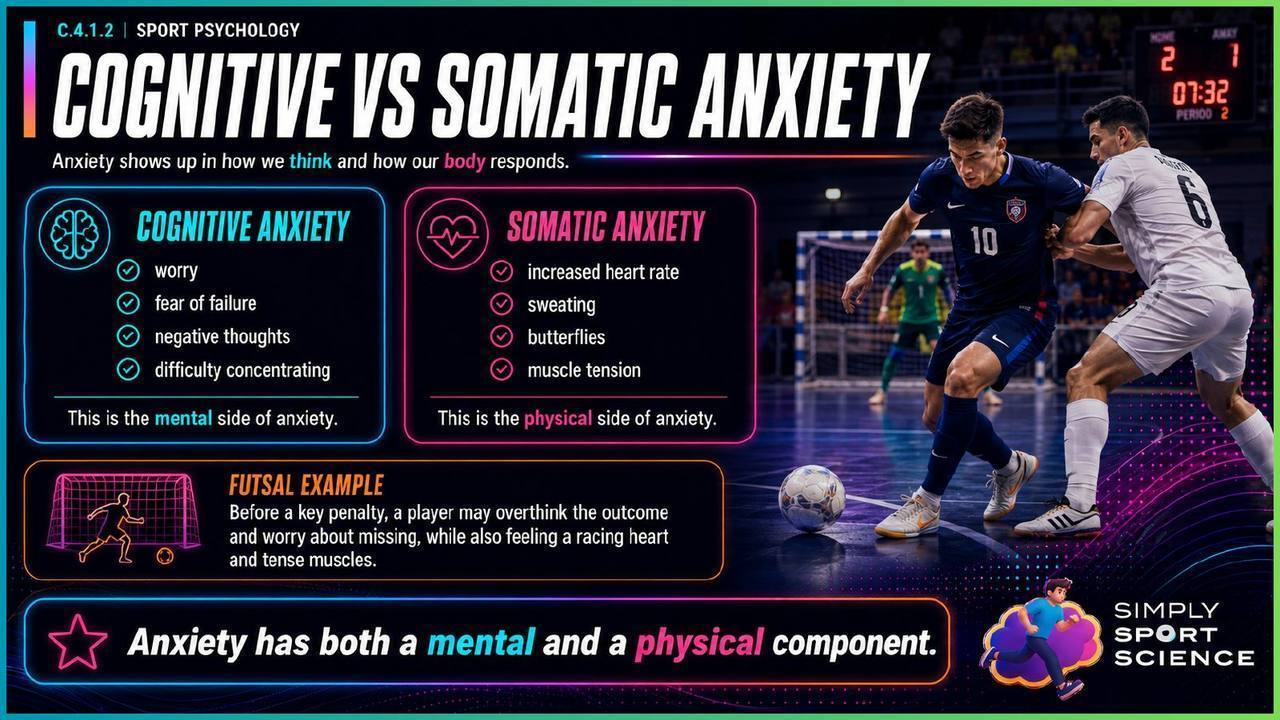 C.4.1.2 | SPORT PSYCHOLOGY
COGNITIVE VS SOMATIC ANXIETY
Anxiety shows up in how we think and how our body responds.
COGNITIVE ANXIETY
worry
fear of failure
negative thoughts
difficulty concentrating
This is the mental side of anxiety.
SOMATIC ANXIETY
increased heart rate
sweating
butterflies
muscle tension
This is the physical side of anxiety.
FUTSAL EXAMPLE
Before a key penalty, a player may overthink the outcome
and worry about missing, while also feeling a racing heart
and tense muscles.
Anxiety has both a mental and a physical component.
HOME AWAY
2 1
07:32
PERIOD 2
10
6
1
SIMPLY
SPORT
SCIENCE